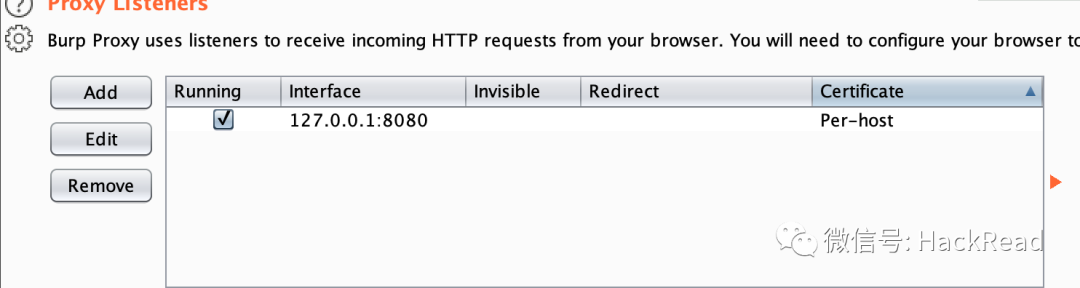 Proxy Listeners
Burp Proxy uses listeners to receive incoming HTTP requests from your browser. You will need to configure your browser to
Add
Running Interface Invisible Redirect Certificate
127.0.0.1:8080 Per-host
Edit
Remove
微信号: HackRead